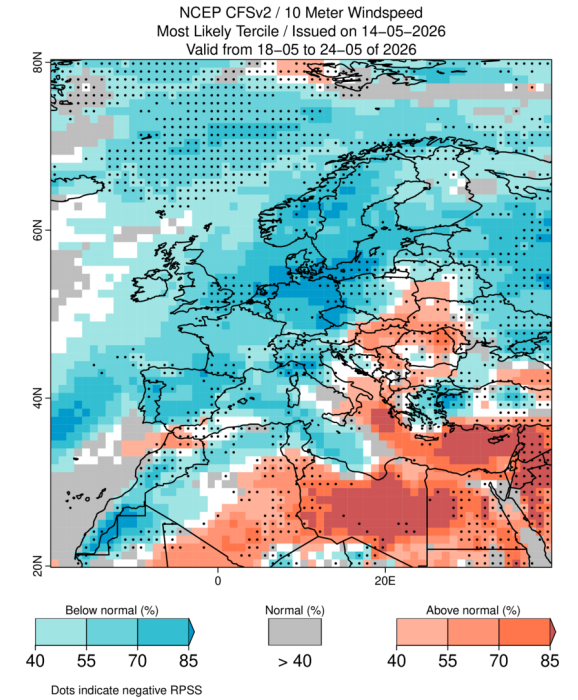 NCEP CFSv2 / 10 Meter Windspeed
Most Likely Tercile / Issued on 14−05−2026
Valid from 18−05 to 24−05 of 2026
80N
60N
40N
20N
0
20E
Below normal (%)
40 55 70 85
Normal (%)
> 40
Above normal (%)
40 55 70 85
Dots indicate negative RPSS